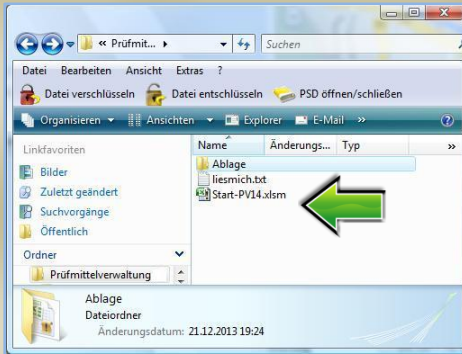 « Prüfmit... Suchen
Datei Bearbeiten Ansicht Extras ?
Datei verschlüsseln Datei entschlüsseln PSD öffnen/schließen
Organisieren Ansichten Explorer E-Mail » ?
Linkfavoriten Name Änderungs... Typ »
Bilder Ablage
Zuletzt geändert liesmich.txt
Suchvorgänge Start-PV14.xlsm
Öffentlich
Ordner
Prüfmittelverwaltung
Ablage
Dateiordner
Änderungsdatum: 21.12.2013 19:24